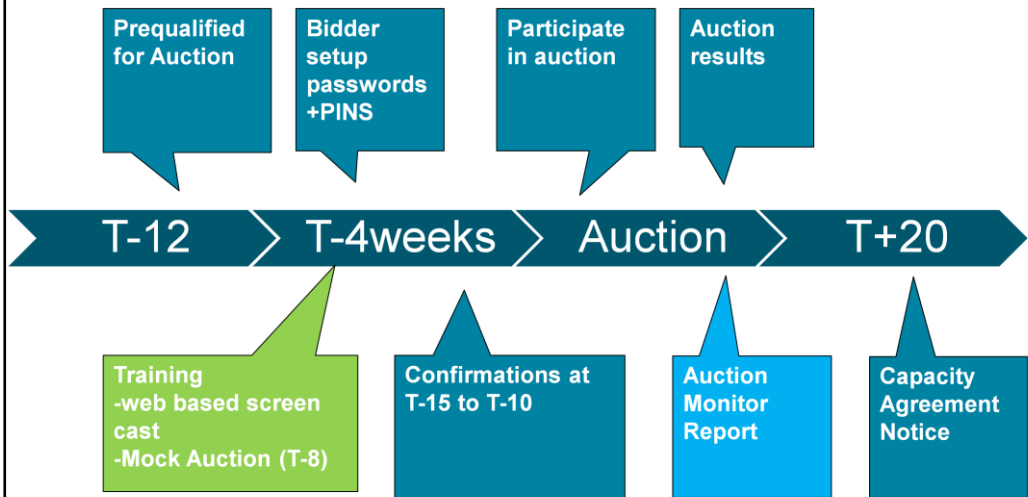 Prequalified
for Auction
Bidder
setup
passwords
+PINS
Participate
in auction
Auction
results
T-12
T-4weeks
Auction
T+20
Training
-web based screen
cast
-Mock Auction (T-8)
Confirmations at
T-15 to T-10
Auction
Monitor
Report
Capacity
Agreement
Notice